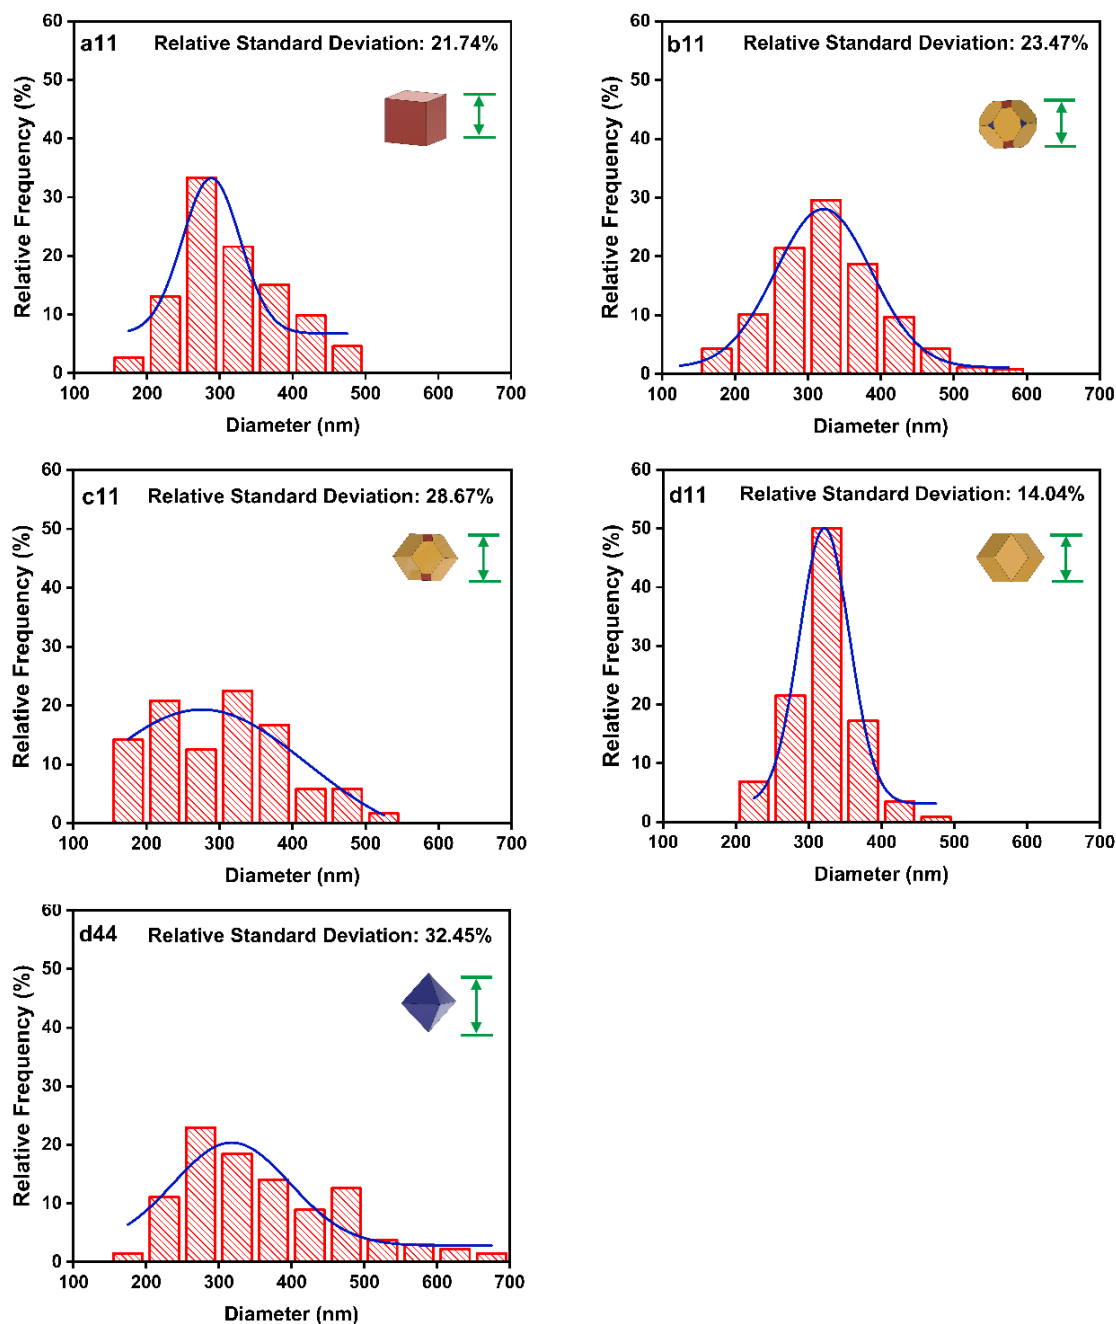 a11 Relative Standard Deviation: 21.74%
Relative Frequency (%)
60
50
40
30
20
10
0
100 200 300 400 500 600 700
Diameter (nm)
b11 Relative Standard Deviation: 23.47%
Relative Frequency (%)
60
50
40
30
20
10
0
100 200 300 400 500 600 700
Diameter (nm)
c11 Relative Standard Deviation: 28.67%
Relative Frequency (%)
60
50
40
30
20
10
0
100 200 300 400 500 600 700
Diameter (nm)
d11 Relative Standard Deviation: 14.04%
Relative Frequency (%)
60
50
40
30
20
10
0
100 200 300 400 500 600 700
Diameter (nm)
d44 Relative Standard Deviation: 32.45%
Relative Frequency (%)
60
50
40
30
20
10
0
100 200 300 400 500 600 700
Diameter (nm)